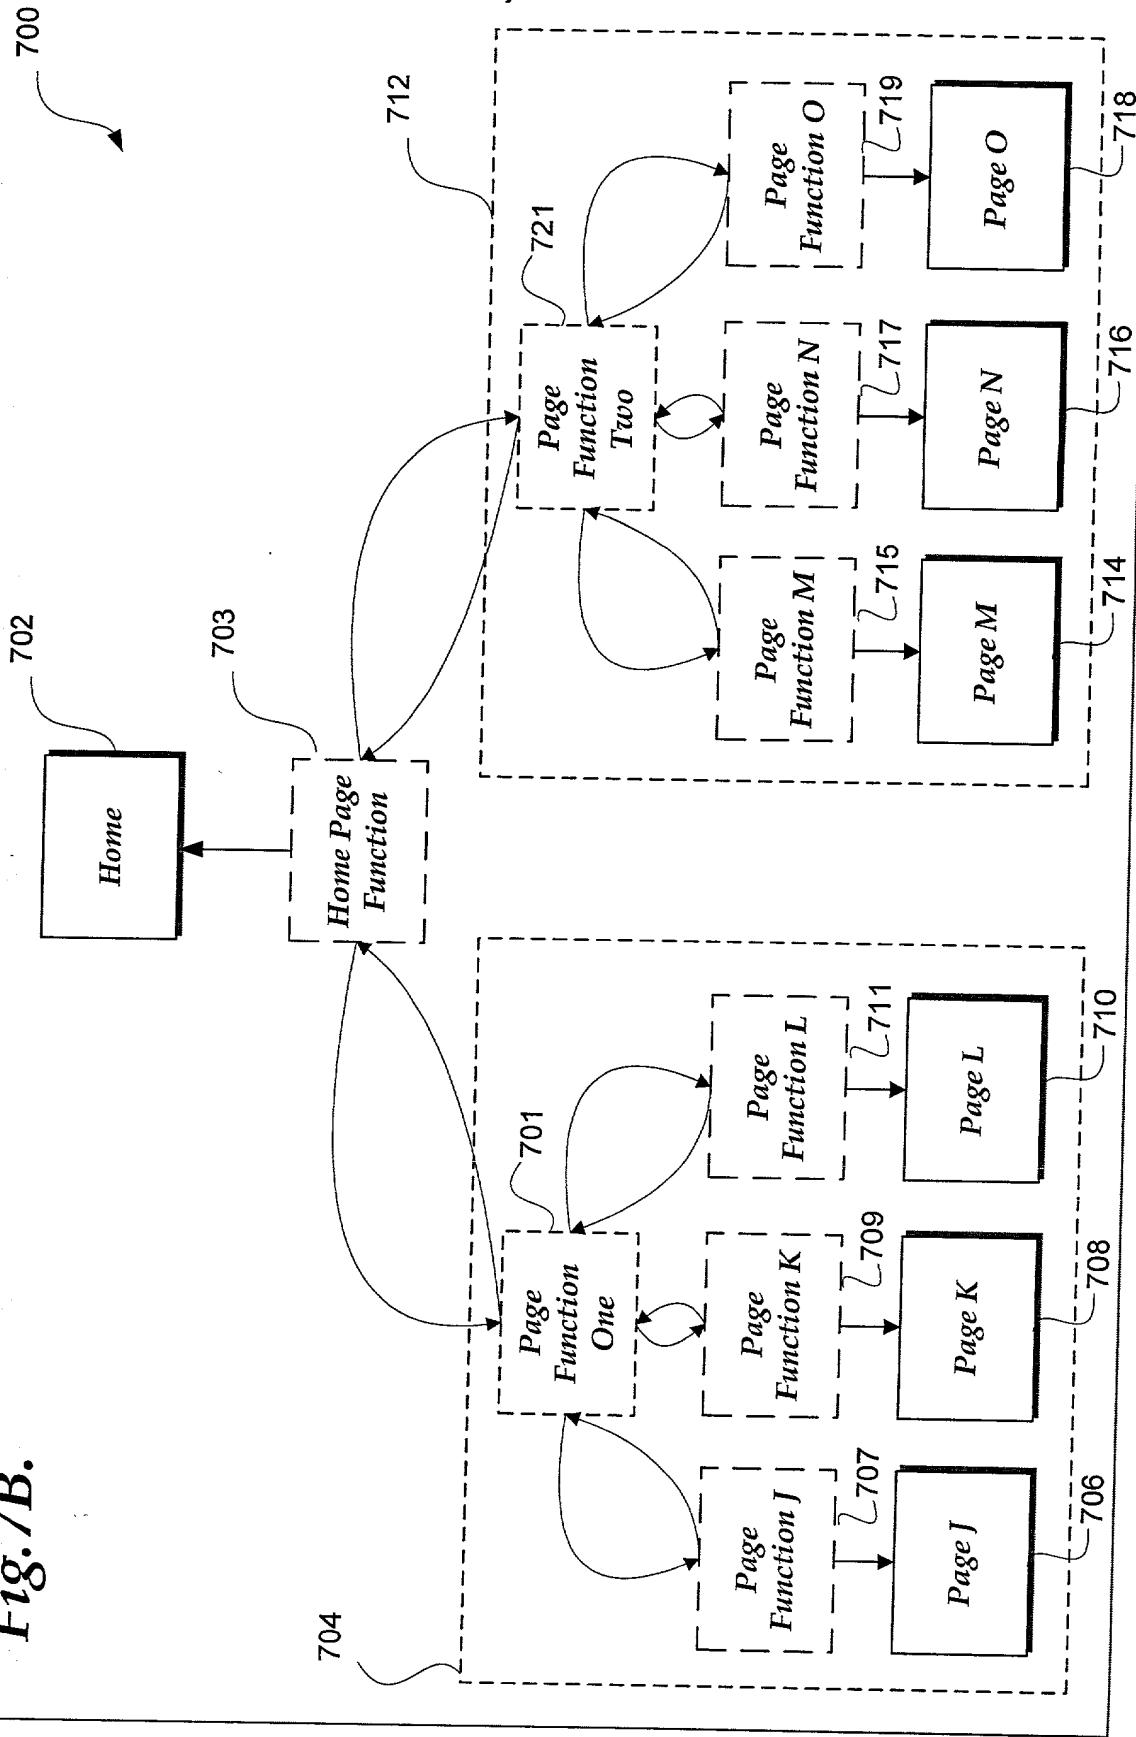 Fig. 7B.
700
702
Home
703
Home Page
Function
704
701
Page
Function
One
Page
Function J
707
Page J
706
Page
Function K
709
Page K
708
Page
Function L
711
Page L
710
712
721
Page
Function
Two
Page
Function M
715
Page M
714
Page
Function N
717
Page N
716
Page
Function O
719
Page O
718